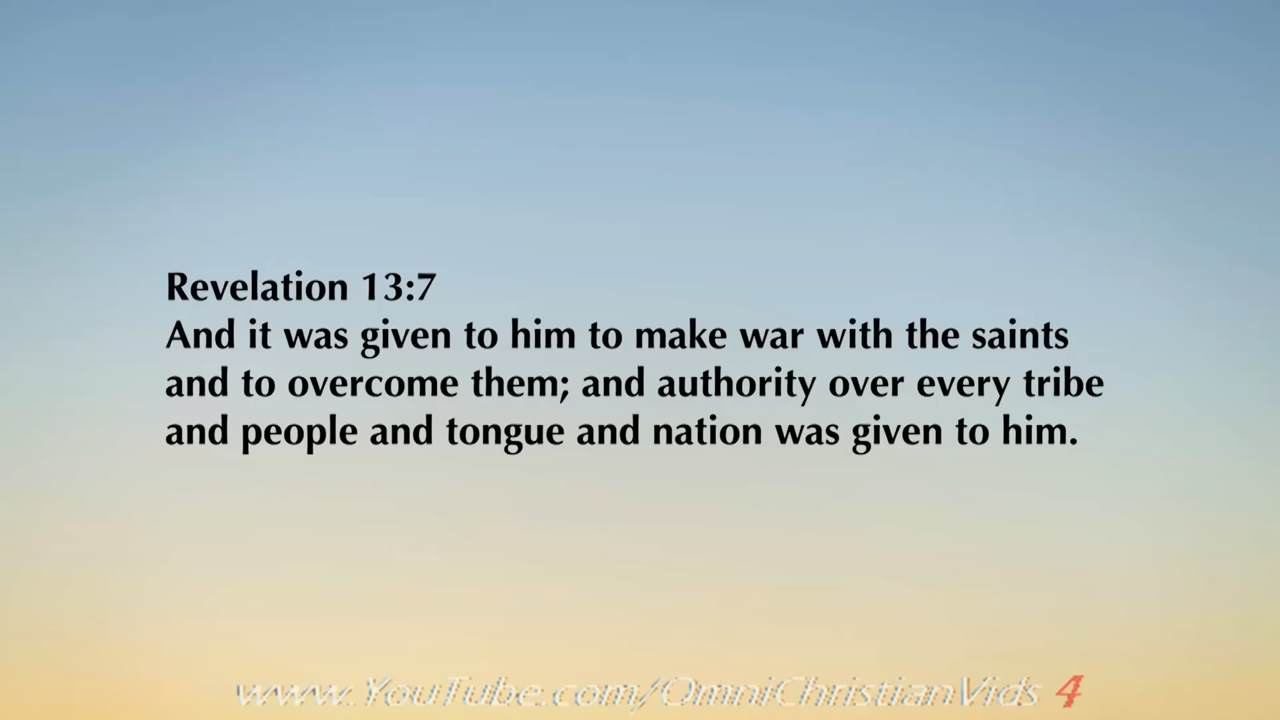 Revelation 13:7
And it was given to him to make war with the saints
and to overcome them; and authority over every tribe
and people and tongue and nation was given to him.
www.YouTube.com/OmniChristianVids 4